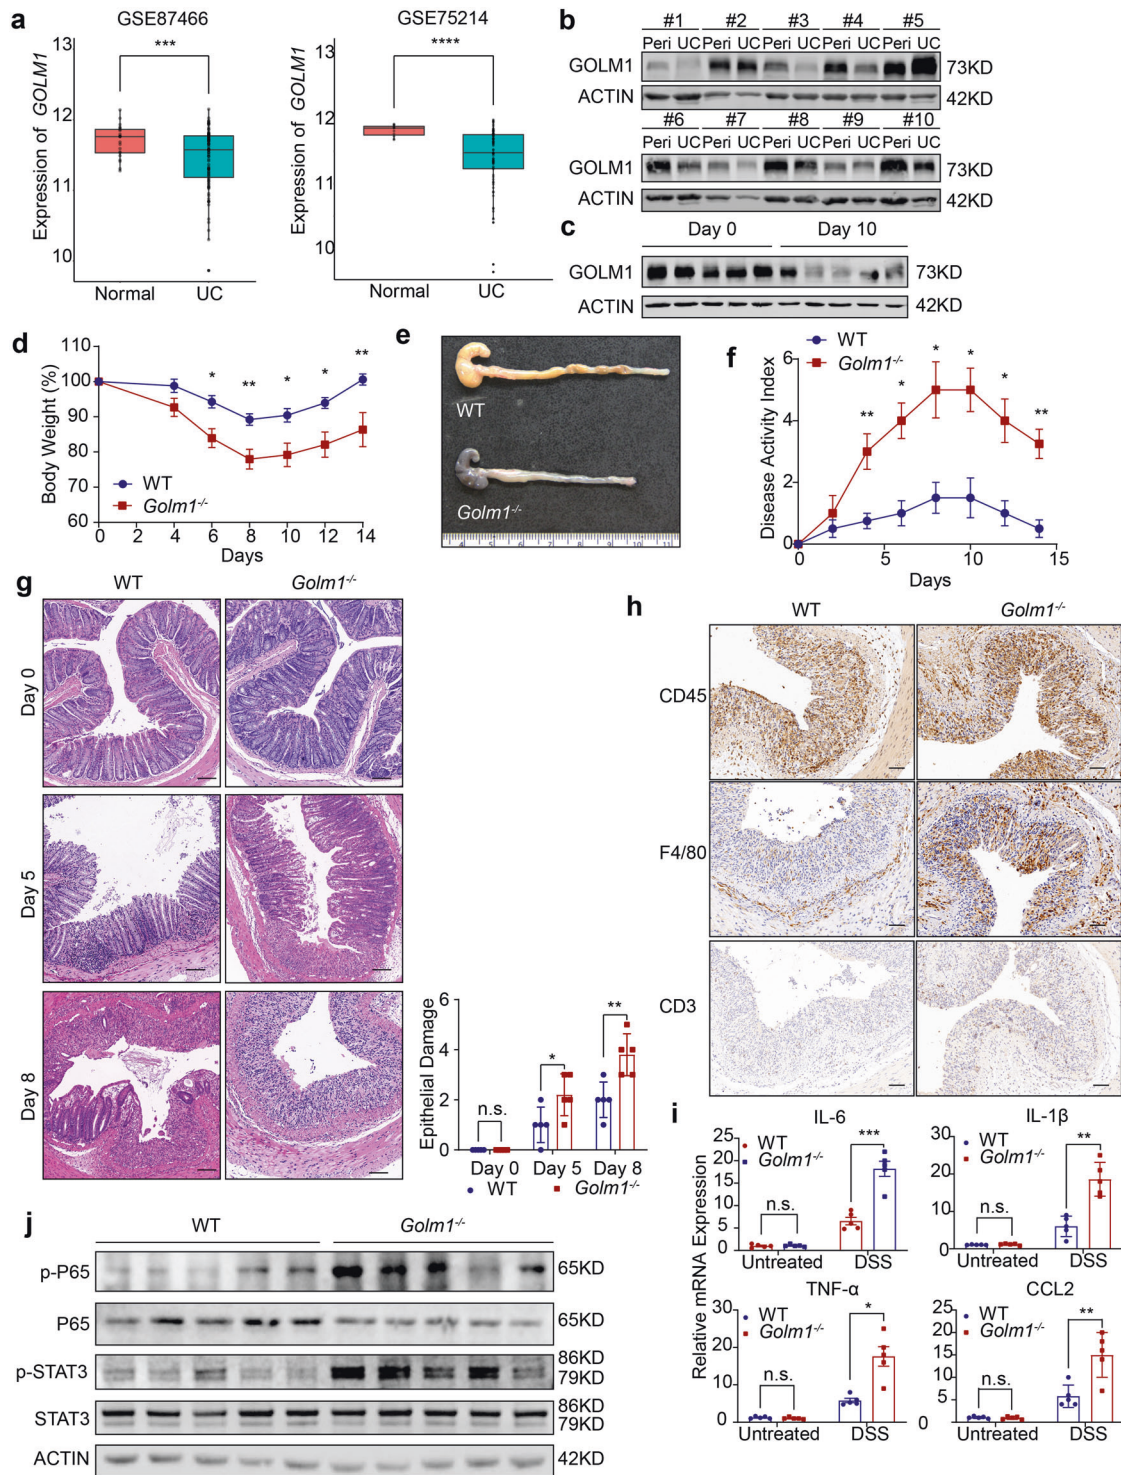 a
GSE87466
GSE75214
Expression of GOLM1
13
12
11
10
***
Normal
UC
Expression of GOLM1
13
12
11
10
****
Normal
UC
b
#1 #2 #3 #4 #5
Peri UC Peri UC Peri UC Peri UC Peri UC
GOLM1 73KD
ACTIN 42KD
#6 #7 #8 #9 #10
Peri UC Peri UC Peri UC Peri UC Peri UC
GOLM1 73KD
ACTIN 42KD
c
Day 0 Day 10
GOLM1 73KD
ACTIN 42KD
d
Body Weight (%)
110
100
90
80
70
60
* ** * * **
WT
Golm1-/-
0 2 4 6 8 10 12 14
Days
e
WT
Golm1-/-
4 5 6 7 8 9 10 11
f
WT
Golm1-/-
Disease Activity Index
6
4
2
0
** * * * * **
0 5 10 15
Days
g
WT Golm1-/-
Day 0
Day 5
Day 8
Epithelial Damage
6
4
2
0
n.s. * **
Day 0 Day 5 Day 8
WT Golm1-/-
h
WT Golm1-/-
CD45
F4/80
CD3
i
Relative mRNA Expression
IL-6
25
20
15
10
5
0
WT
Golm1-/-
n.s. ***
Untreated DSS
IL-1β
30
20
10
0
WT
Golm1-/-
n.s. **
Untreated DSS
TNF-α
30
20
10
0
WT
Golm1-/-
n.s. *
Untreated DSS
CCL2
25
20
15
10
5
0
WT
Golm1-/-
n.s. **
Untreated DSS
j
WT Golm1-/-
p-P65 65KD
P65 65KD
p-STAT3 86KD
79KD
STAT3 86KD
79KD
ACTIN 42KD